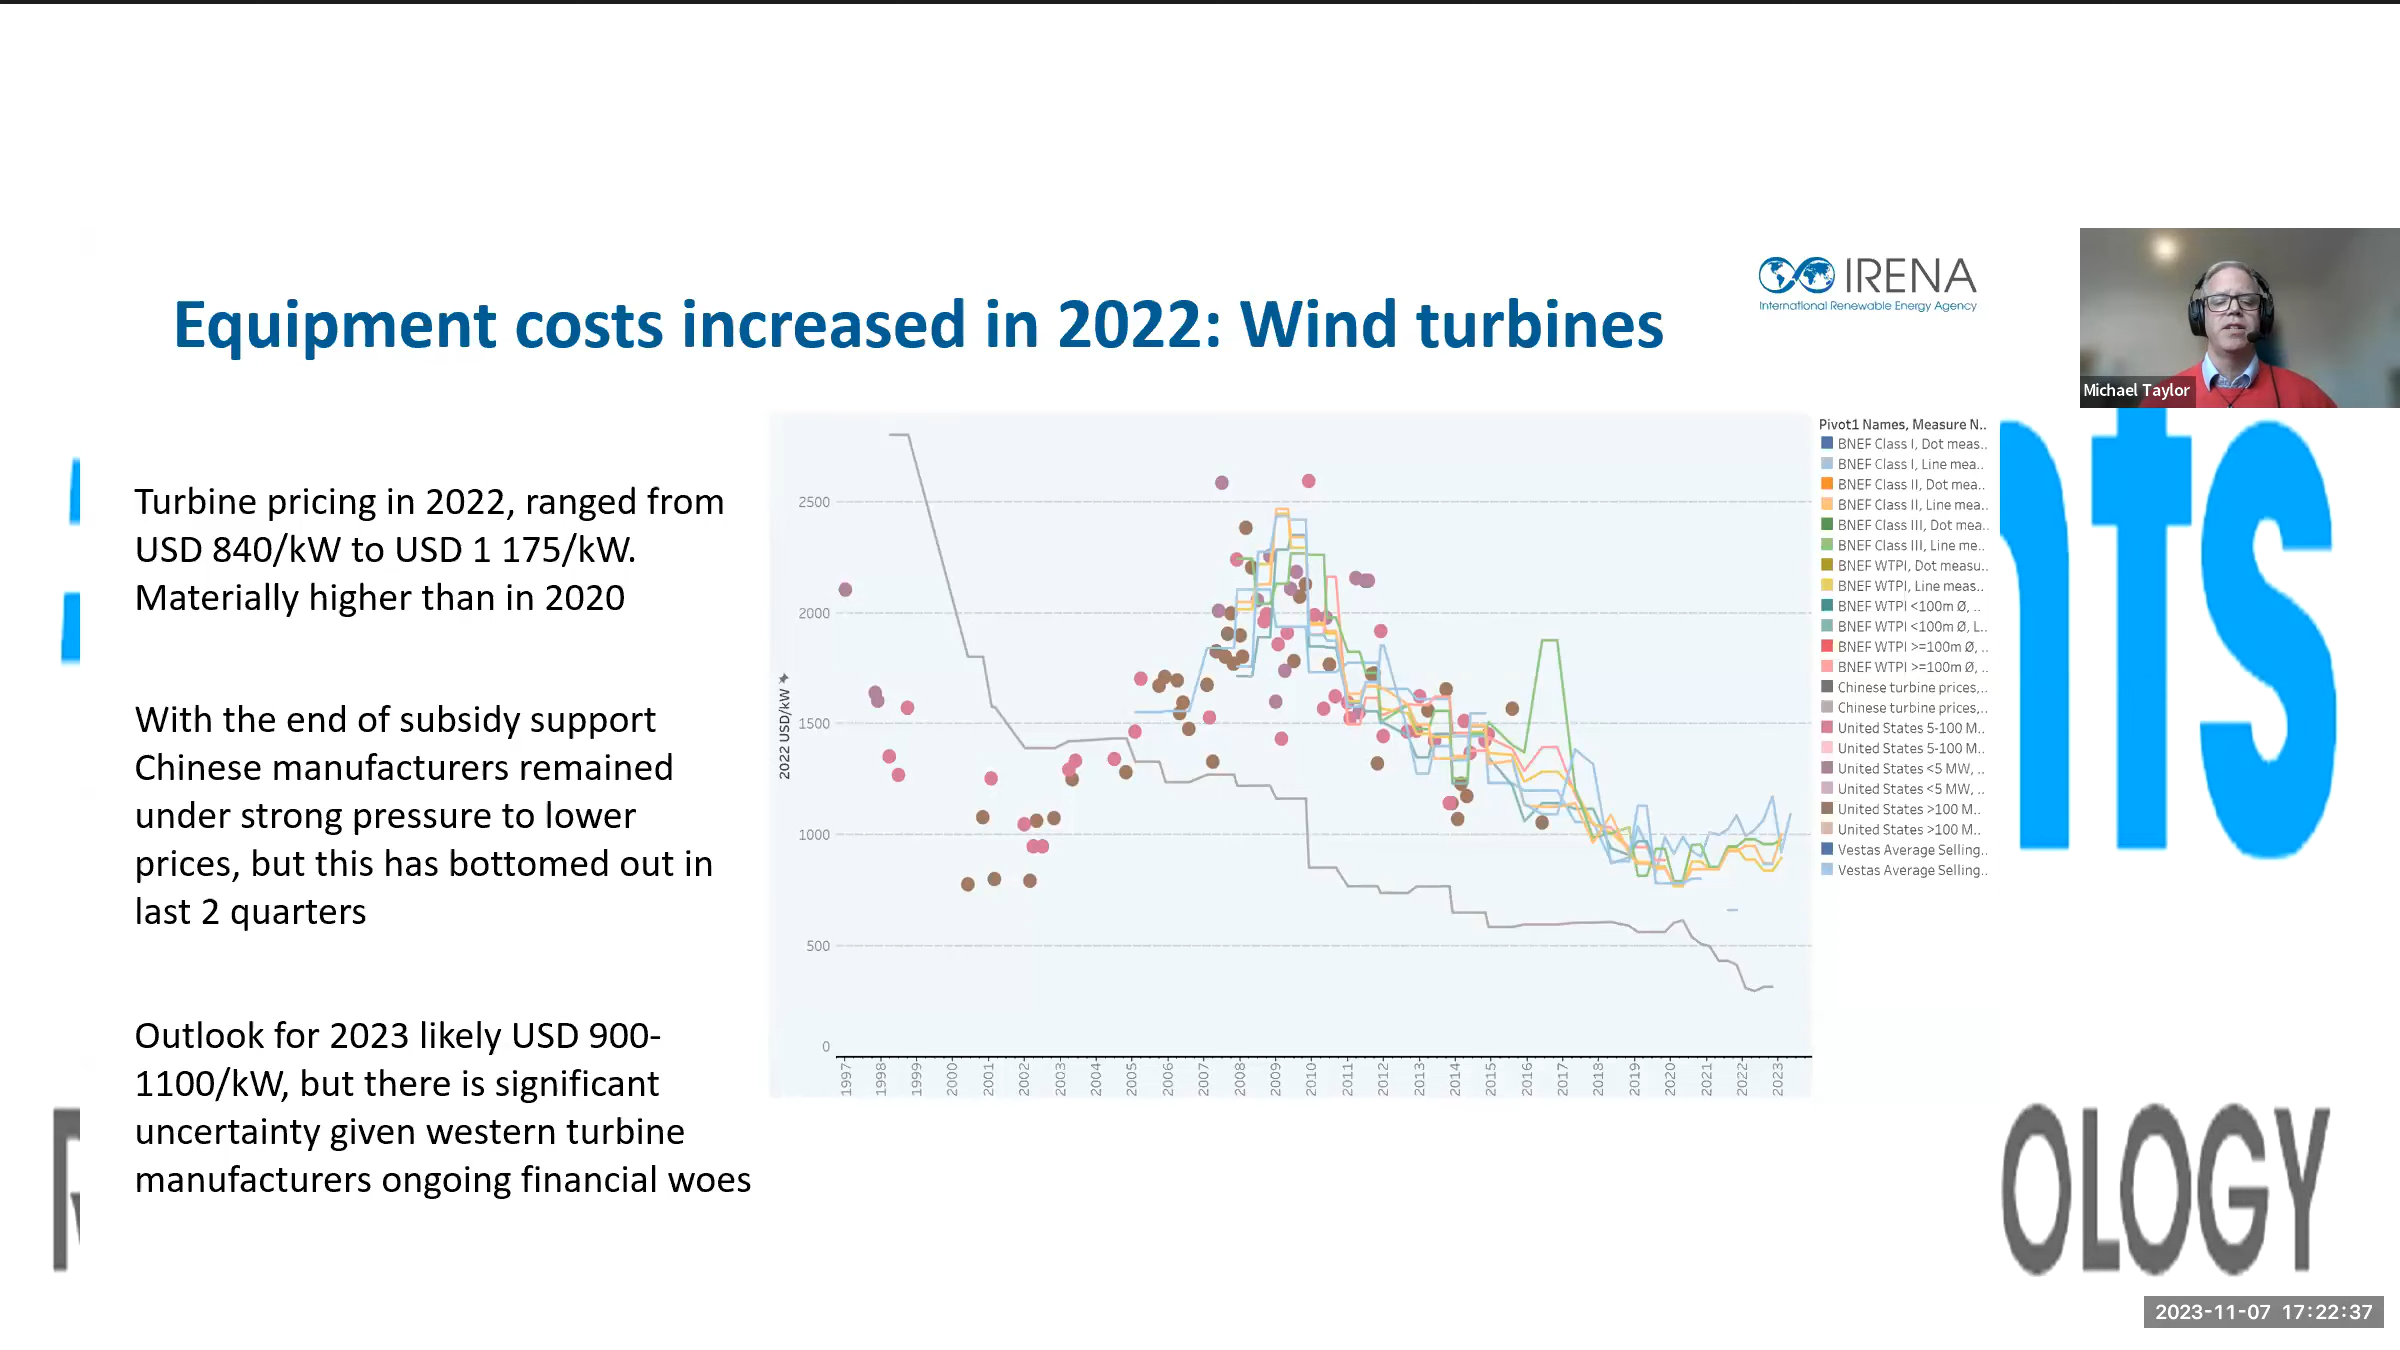 IRENA
International Renewable Energy Agency
Equipment costs increased in 2022: Wind turbines
Michael Taylor
Turbine pricing in 2022, ranged from
USD 840/kW to USD 1 175/kW.
Materially higher than in 2020
With the end of subsidy support
Chinese manufacturers remained
under strong pressure to lower
prices, but this has bottomed out in
last 2 quarters
Outlook for 2023 likely USD 900-
1100/kW, but there is significant
uncertainty given western turbine
manufacturers ongoing financial woes
2022 USD/kW
2500
2000
1500
1000
500
0
1997
1998
1999
2000
2001
2002
2003
2004
2005
2006
2007
2008
2009
2010
2011
2012
2013
2014
2015
2016
2017
2018
2019
2020
2021
2022
2023
Pivot1 Names, Measure N..
BNEF Class I, Dot meas..
BNEF Class I, Line mea..
BNEF Class II, Dot mea..
BNEF Class II, Line mea..
BNEF Class III, Dot mea..
BNEF Class III, Line me..
BNEF WTPI, Dot measu..
BNEF WTPI, Line meas..
BNEF WTPI <100m Ø, ..
BNEF WTPI <100m Ø, L..
BNEF WTPI >=100m Ø, ..
BNEF WTPI >=100m Ø, ..
Chinese turbine prices,..
Chinese turbine prices,..
United States 5-100 M..
United States 5-100 M..
United States <5 MW, ..
United States <5 MW, ..
United States >100 M..
United States >100 M..
Vestas Average Selling..
Vestas Average Selling..
nts
OLOGY
2023-11-07 17:22:37